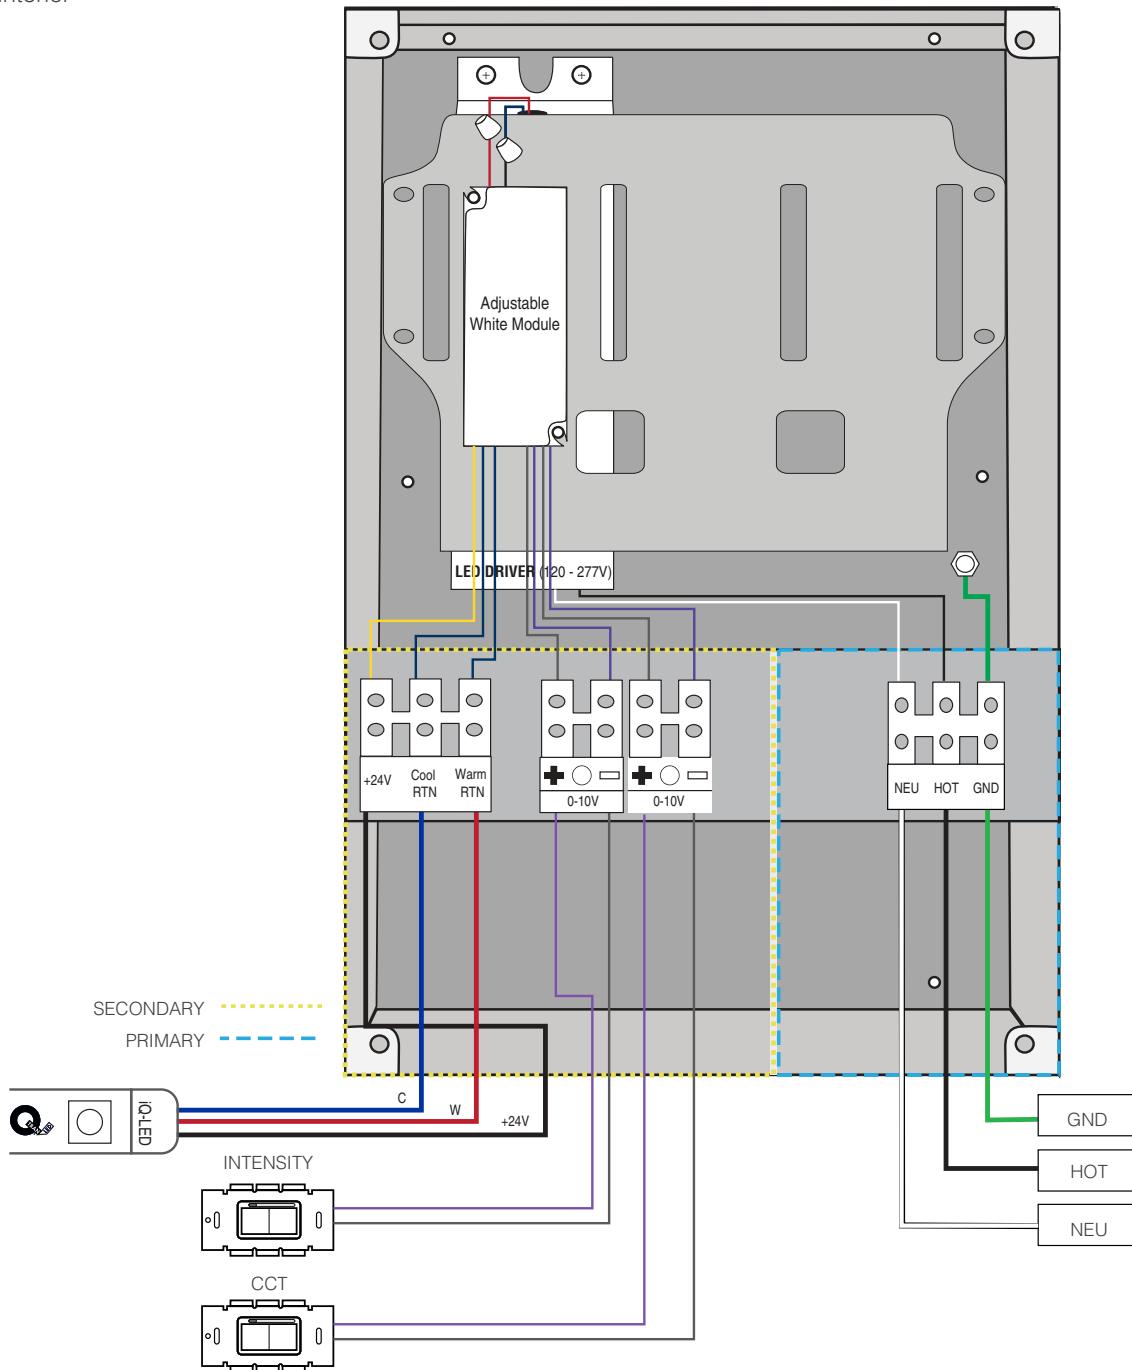 Adjustable
White Module
LED DRIVER (120 - 277V)
+24V
Cool
RTN
Warm
RTN
0-10V
0-10V
NEU
HOT
GND
SECONDARY
PRIMARY
C
W
+24V
iQ-LED
INTENSITY
CCT
GND
HOT
NEU